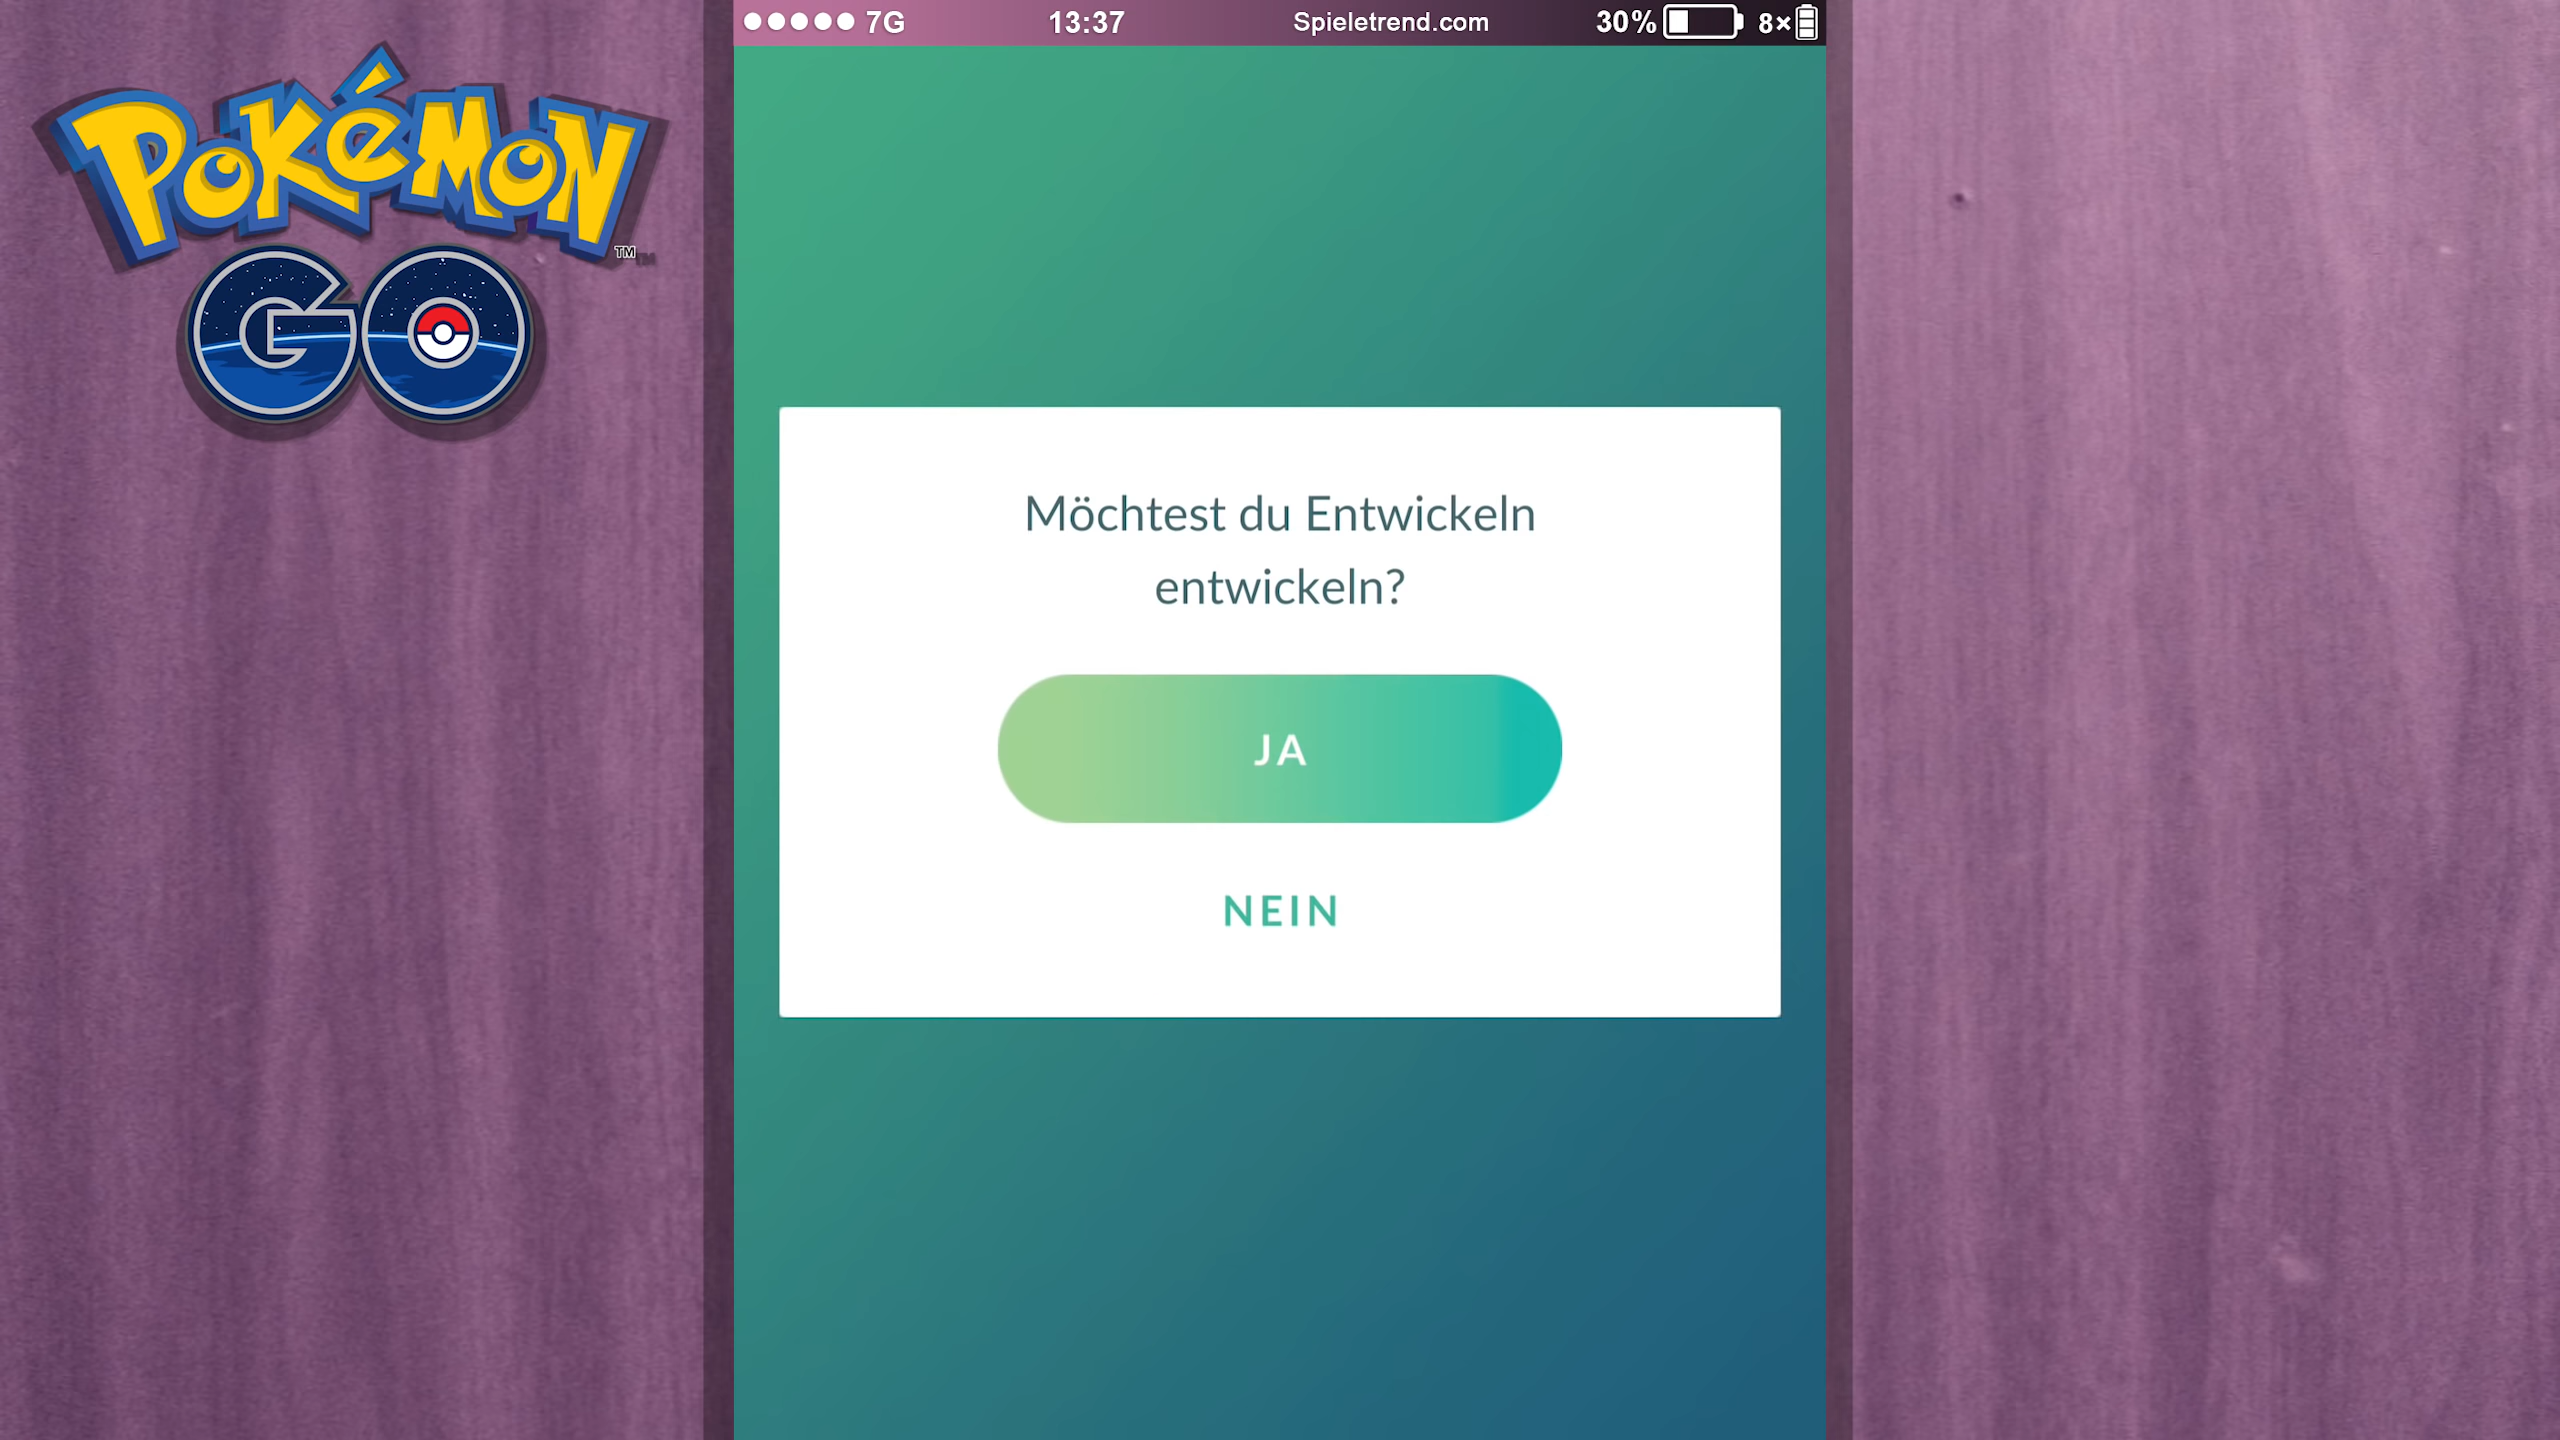 ●●●●● 7G 13:37 Spieletrend.com 30% 8×
POKÉMON
TM
GO
Möchtest du Entwickeln
entwickeln?
JA
NEIN